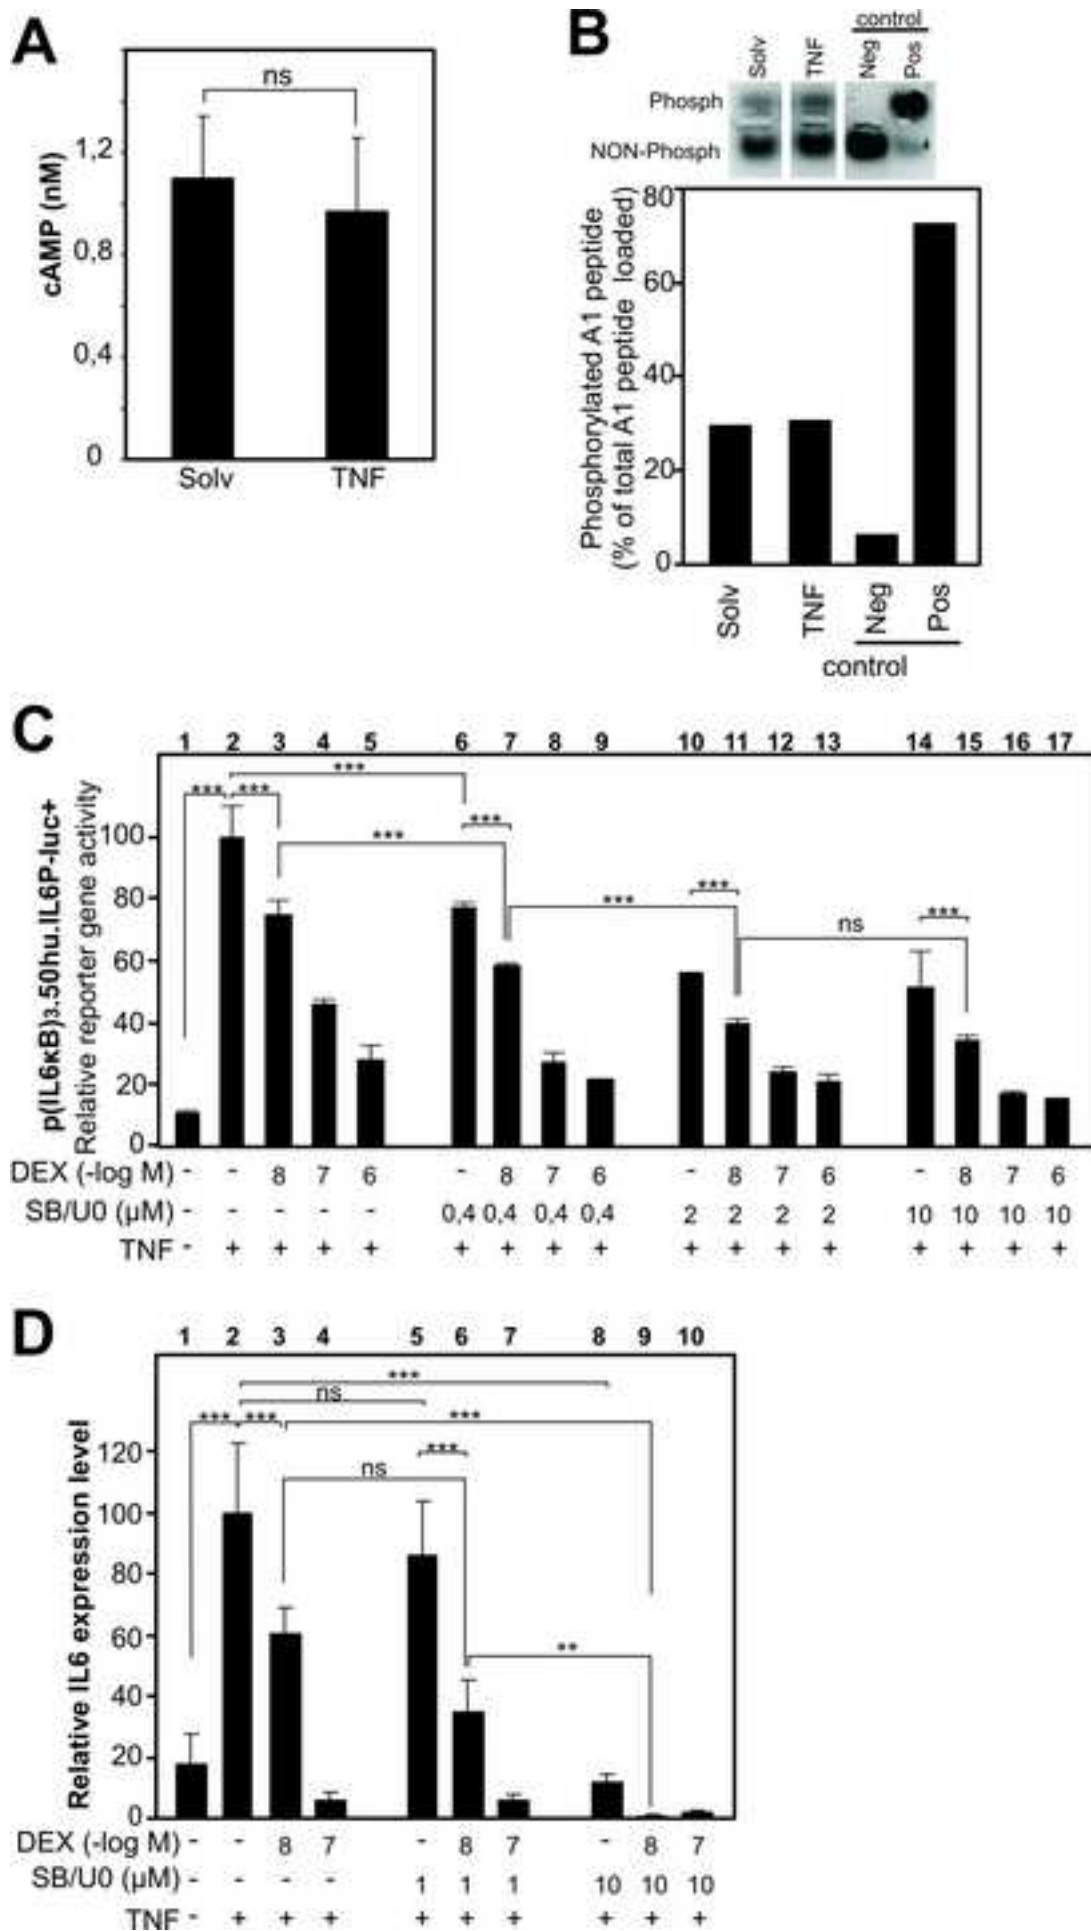 A
ns
cAMP (nM)
1,2
0,8
0,4
0
Solv TNF
B
control
Solv TNF Neg Pos
Phosph
NON-Phosph
Phosphorylated A1 peptide
(% of total A1 peptide loaded)
80
60
40
20
0
Solv TNF Neg Pos
control
C
1 2 3 4 5 6 7 8 9 10 11 12 13 14 15 16 17
*** *** *** *** *** *** *** ns ***
p(IL6κB)3.50hu.IL6P-luc+
Relative reporter gene activity
100
80
60
40
20
0
DEX (-log M) - - 8 7 6 - 8 7 6 - 8 7 6 - 8 7 6
SB/U0 (µM) - - - - - 0,4 0,4 0,4 0,4 2 2 2 2 10 10 10 10
TNF - + + + + + + + + + + + + + + + +
D
1 2 3 4 5 6 7 8 9 10
***
ns
*** *** ***
***
ns
**
Relative IL6 expression level
120
100
80
60
40
20
0
DEX (-log M) - - 8 7 - 8 7 - 8 7
SB/U0 (µM) - - - - 1 1 1 10 10 10
TNF - + + + + + + + + +